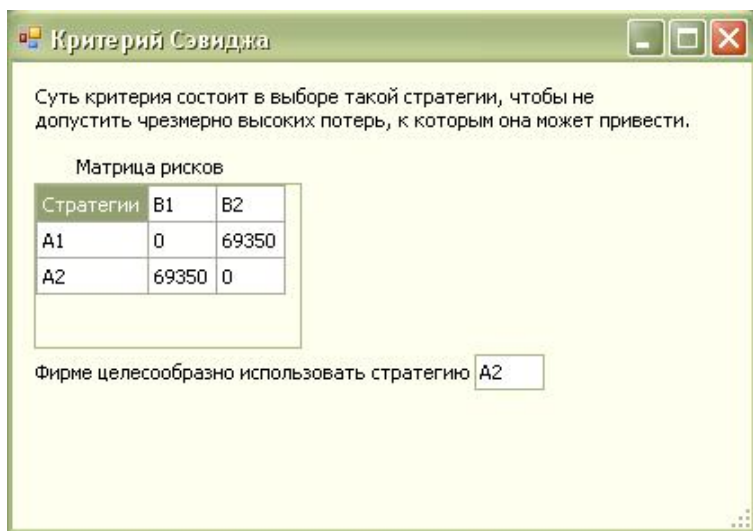 Критерий Сэвиджа
Суть критерия состоит в выборе такой стратегии, чтобы не
допустить чрезмерно высоких потерь, к которым она может привести.
Матрица рисков
Стратегии B1 B2
A1 0 69350
A2 69350 0
Фирме целесообразно использовать стратегию A2